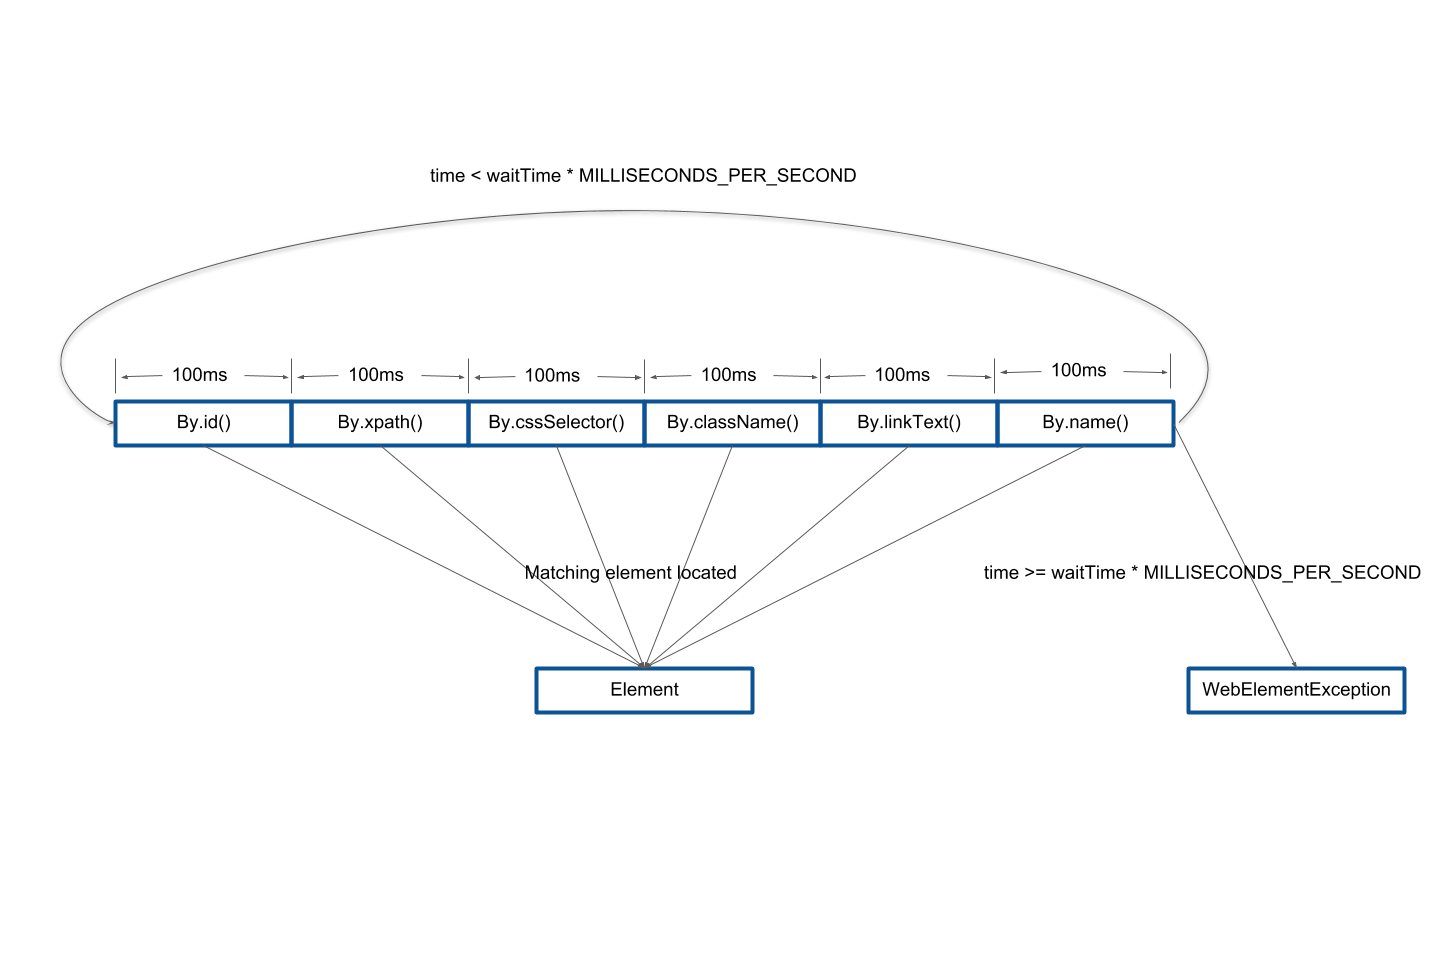 time < waitTime * MILLISECONDS_PER_SECOND
100ms 100ms 100ms 100ms 100ms 100ms
By.id() By.xpath() By.cssSelector() By.className() By.linkText() By.name()
Matching element located
time >= waitTime * MILLISECONDS_PER_SECOND
Element
WebElementException